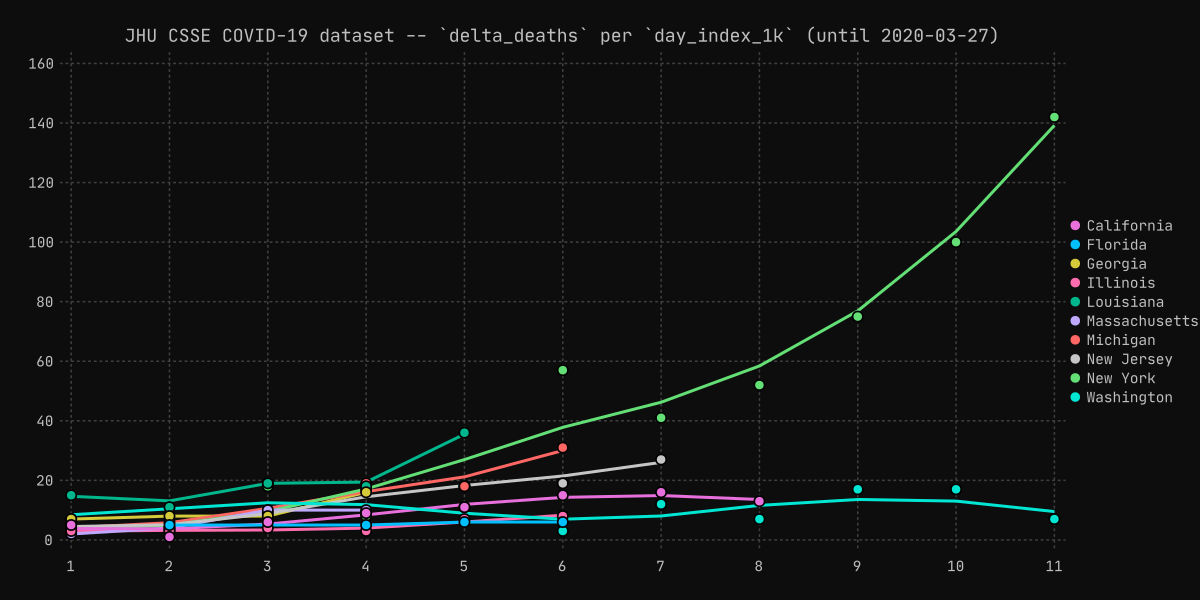 JHU CSSE COVID-19 dataset -- `delta_deaths` per `day_index_1k` (until 2020-03-27)
160
140
120
100
80
60
40
20
0
1 2 3 4 5 6 7 8 9 10 11
California
Florida
Georgia
Illinois
Louisiana
Massachusetts
Michigan
New Jersey
New York
Washington